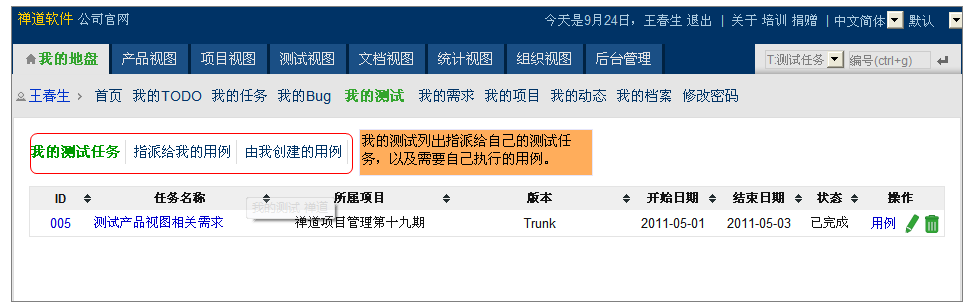 禅道软件 公司官网 今天是9月24日，王春生 退出 | 关于 培训 捐赠 | 中文简体 默认
我的地盘 产品视图 项目视图 测试视图 文档视图 统计视图 组织视图 后台管理 T:测试任务 编号(ctrl+g)
王春生 > 首页 我的TODO 我的任务 我的Bug 我的测试 我的需求 我的项目 我的动态 我的档案 修改密码
我的测试任务 指派给我的用例 由我创建的用例
我的测试列出指派给自己的测试任
务，以及需要自己执行的用例。
ID 任务名称 所属项目 版本 开始日期 结束日期 状态 操作
我的测试 禅道
005 测试产品视图相关需求 禅道项目管理第十九期 Trunk 2011-05-01 2011-05-03 已完成 用例